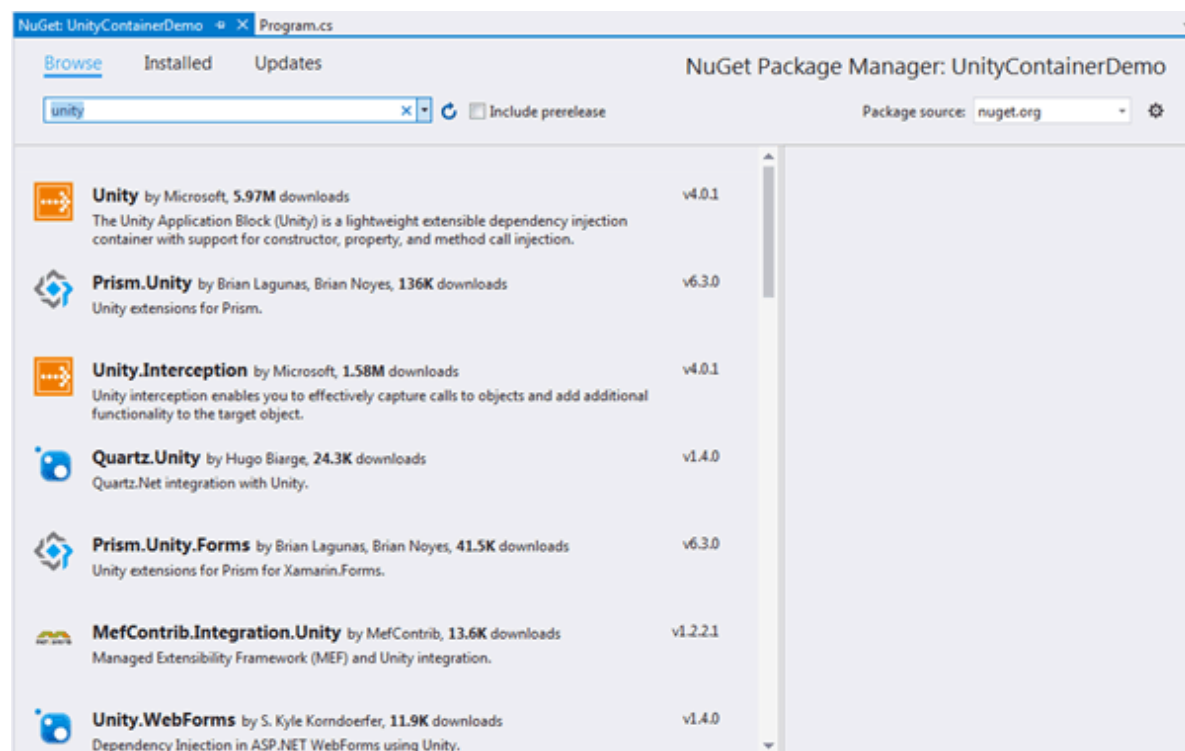 NuGet: UnityContainerDemo Program.cs
Browse Installed Updates
NuGet Package Manager: UnityContainerDemo
unity
Include prerelease
Package source: nuget.org
Unity by Microsoft, 5.97M downloads v4.0.1
The Unity Application Block (Unity) is a lightweight extensible dependency injection
container with support for constructor, property, and method call injection.
Prism.Unity by Brian Lagunas, Brian Noyes, 136K downloads v6.3.0
Unity extensions for Prism.
Unity.Interception by Microsoft, 1.58M downloads v4.0.1
Unity interception enables you to effectively capture calls to objects and add additional
functionality to the target object.
Quartz.Unity by Hugo Biarge, 24.3K downloads v1.4.0
Quartz.Net integration with Unity.
Prism.Unity.Forms by Brian Lagunas, Brian Noyes, 41.5K downloads v6.3.0
Unity extensions for Prism for Xamarin.Forms.
MefContrib.Integration.Unity by MefContrib, 13.6K downloads v1.2.2.1
Managed Extensibility Framework (MEF) and Unity integration.
Unity.WebForms by S. Kyle Korndoerfer, 11.9K downloads v1.4.0
Dependency Injection in ASP.NET WebForms using Unity.